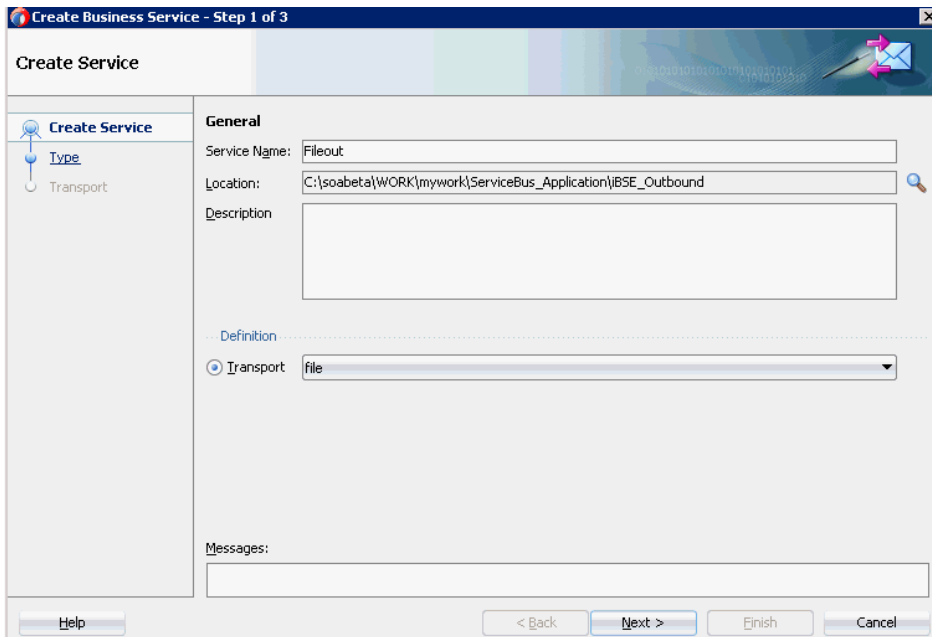 Create Business Service - Step 1 of 3
Create Service
Create Service
Type
Transport
General
Service Name: Fileout
Location: C:\soabeta\WORK\mywork\ServiceBus_Application\iBSE_Outbound
Description
Definition
Transport file
Messages:
Help < Back Next > Finish Cancel